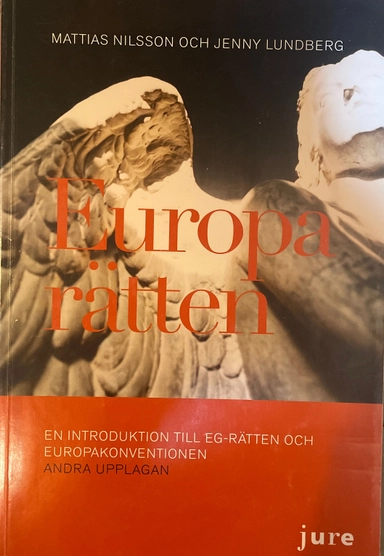 MATTIAS NILSSON OCH JENNY LUNDBERG
Europa
rätten
EN INTRODUKTION TILL EG-RÄTTEN OCH
EUROPAKONVENTIONEN
ANDRA UPPLAGAN
jure